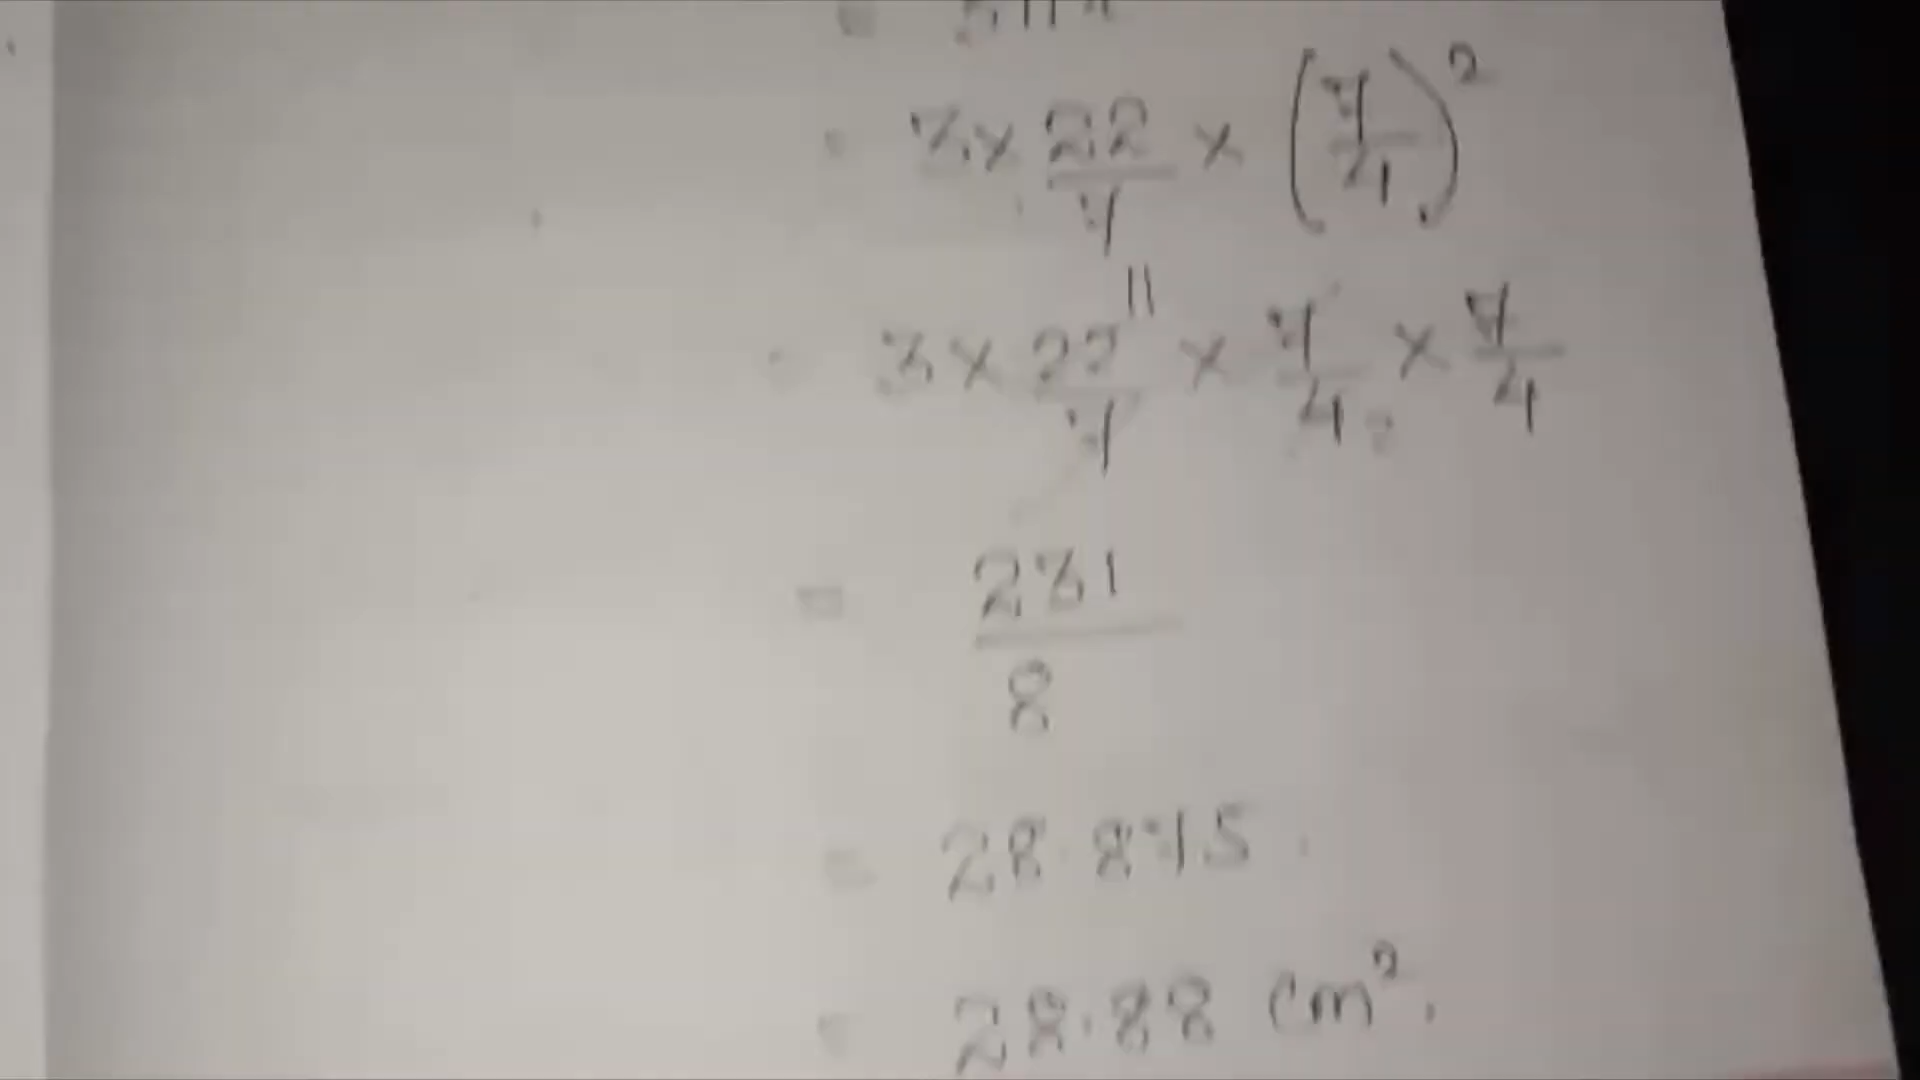 = 3 × 22/7 × (7/4)²
= 3 × 22 11/7 × 7/4 2 × 7/4
= 231/8
= 28.875
= 28.88 cm².